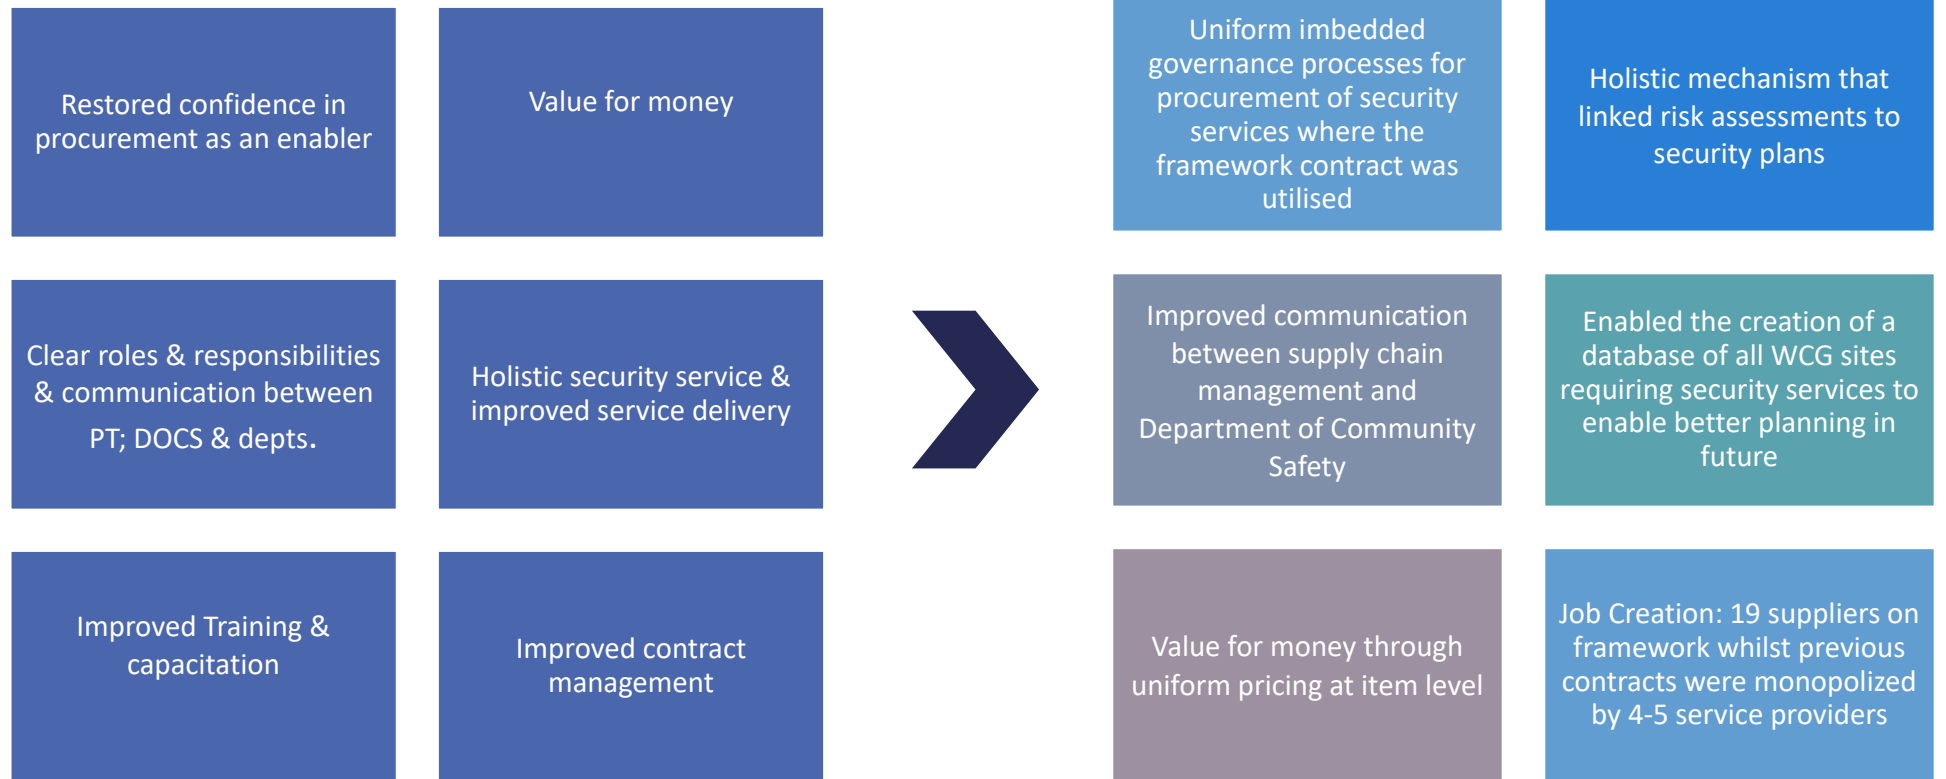 Restored confidence in
procurement as an enabler
Value for money
Clear roles & responsibilities
& communication between
PT; DOCS & depts.
Holistic security service &
improved service delivery
Improved Training &
capacitation
Improved contract
management
Uniform imbedded
governance processes for
procurement of security
services where the
framework contract was
utilised
Holistic mechanism that
linked risk assessments to
security plans
Improved communication
between supply chain
management and
Department of Community
Safety
Enabled the creation of a
database of all WCG sites
requiring security services to
enable better planning in
future
Value for money through
uniform pricing at item level
Job Creation: 19 suppliers on
framework whilst previous
contracts were monopolized
by 4-5 service providers